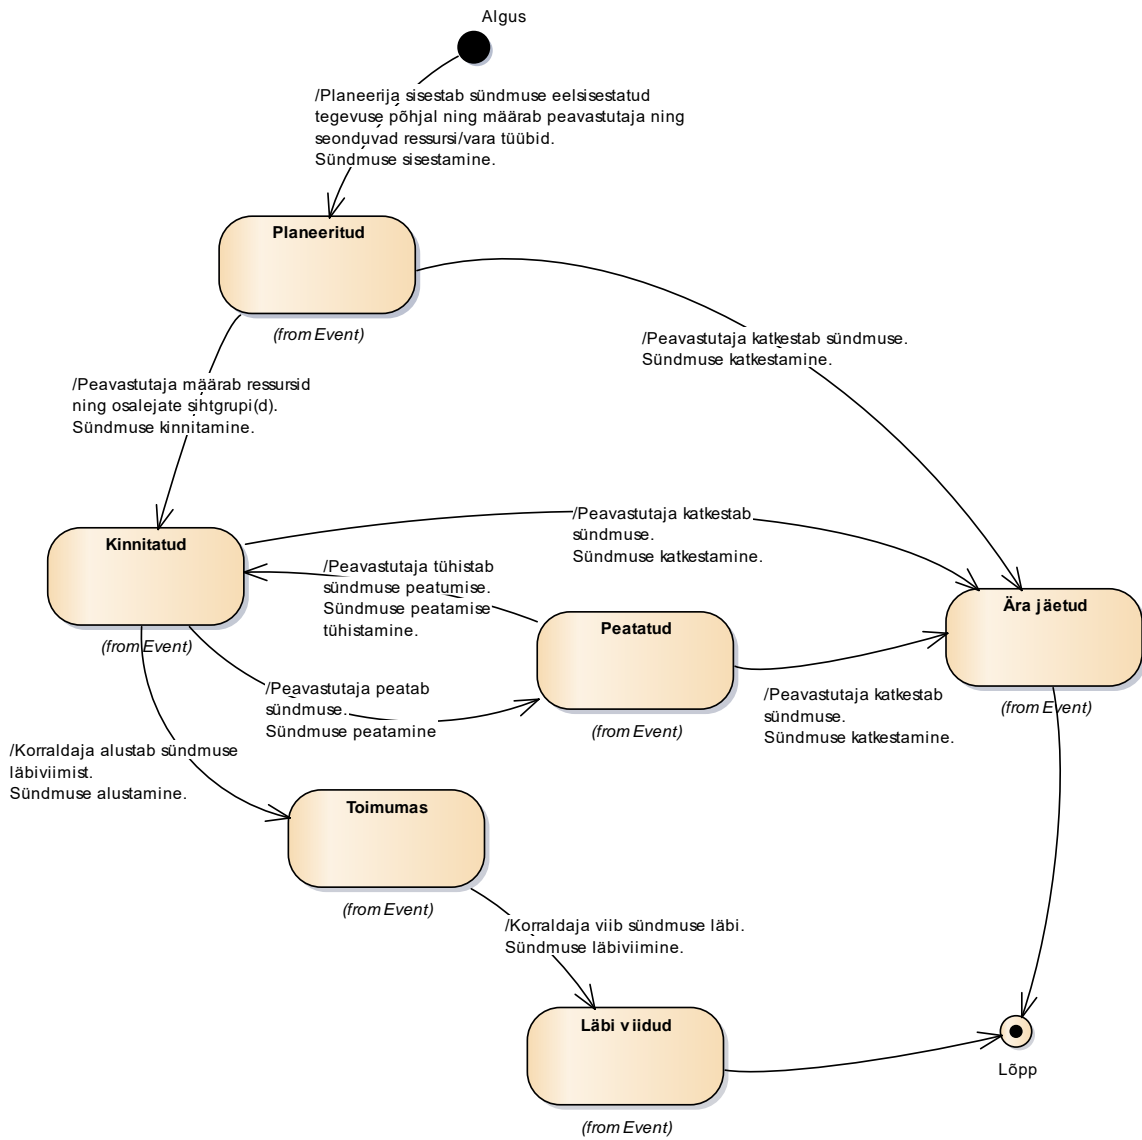 Algus
/Planeerija sisestab sündmuse eelsisestatud
tegevuse põhjal ning määrab peavastutaja ning
seonduvad ressursi/vara tüübid.
Sündmuse sisestamine.
Planeeritud
(from Event)
/Peavastutaja katkestab sündmuse.
Sündmuse katkestamine.
/Peavastutaja määrab ressursid
ning osalejate sihtgrupi(d).
Sündmuse kinnitamine.
Kinnitatud
(from Event)
/Peavastutaja katkestab
sündmuse.
Sündmuse katkestamine.
/Peavastutaja tühistab
sündmuse peatumise.
Sündmuse peatamise
tühistamine.
Peatatud
(from Event)
Ära jäetud
(from Event)
/Peavastutaja peatab
sündmuse.
Sündmuse peatamine
/Peavastutaja katkestab
sündmuse.
Sündmuse katkestamine.
/Korraldaja alustab sündmuse
läbiviimist.
Sündmuse alustamine.
Toimumas
(from Event)
/Korraldaja viib sündmuse läbi.
Sündmuse läbiviimine.
Läbi viidud
(from Event)
Lõpp